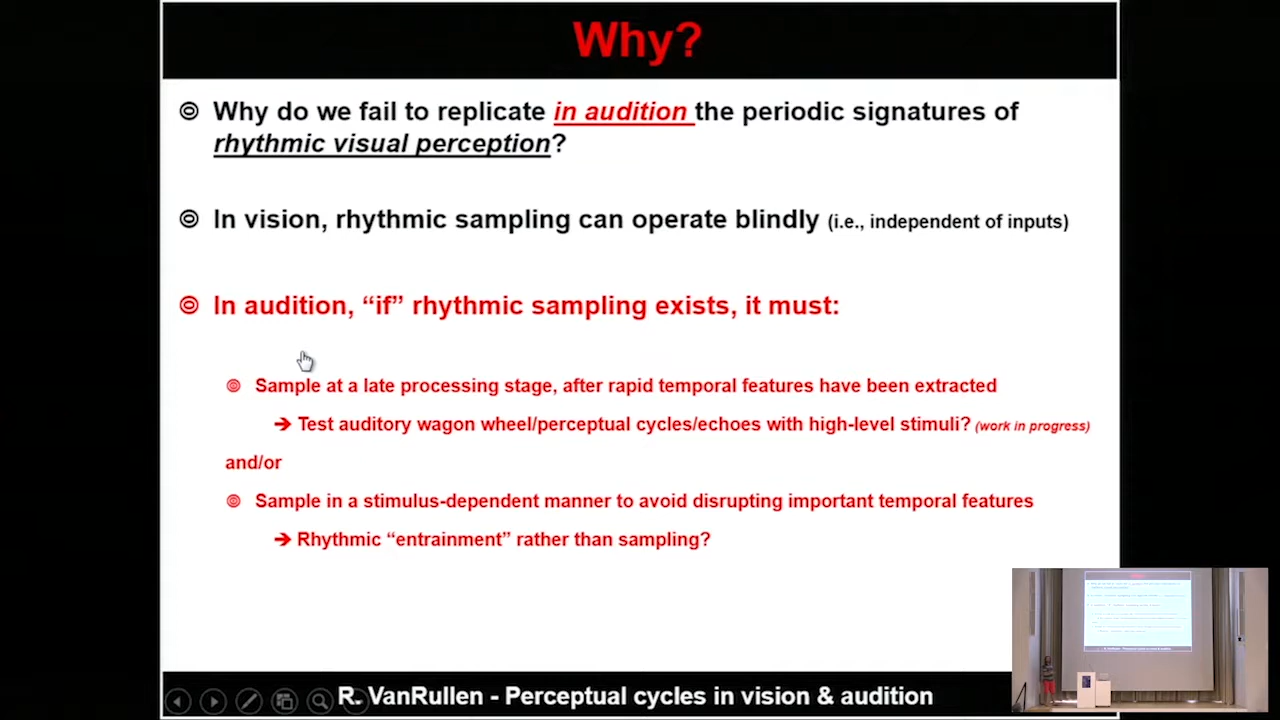 Why?
Why do we fail to replicate in audition the periodic signatures of
rhythmic visual perception?
In vision, rhythmic sampling can operate blindly (i.e., independent of inputs)
In audition, “if” rhythmic sampling exists, it must:
Sample at a late processing stage, after rapid temporal features have been extracted
➔ Test auditory wagon wheel/perceptual cycles/echoes with high-level stimuli? (work in progress)
and/or
Sample in a stimulus-dependent manner to avoid disrupting important temporal features
➔ Rhythmic “entrainment” rather than sampling?
R. VanRullen - Perceptual cycles in vision & audition